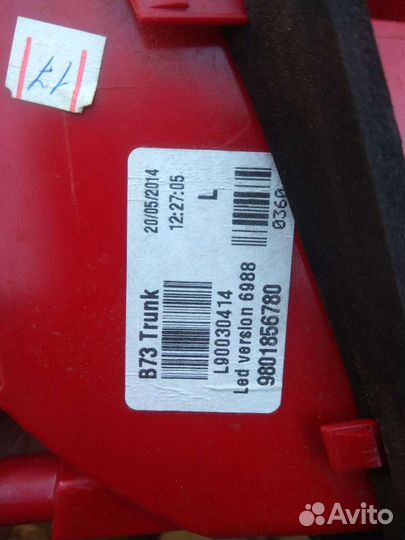 17
20/05/2014
12:27:05
L
0360
B73 Trunk
L90030414
Led version 6988
9801856780
Avito